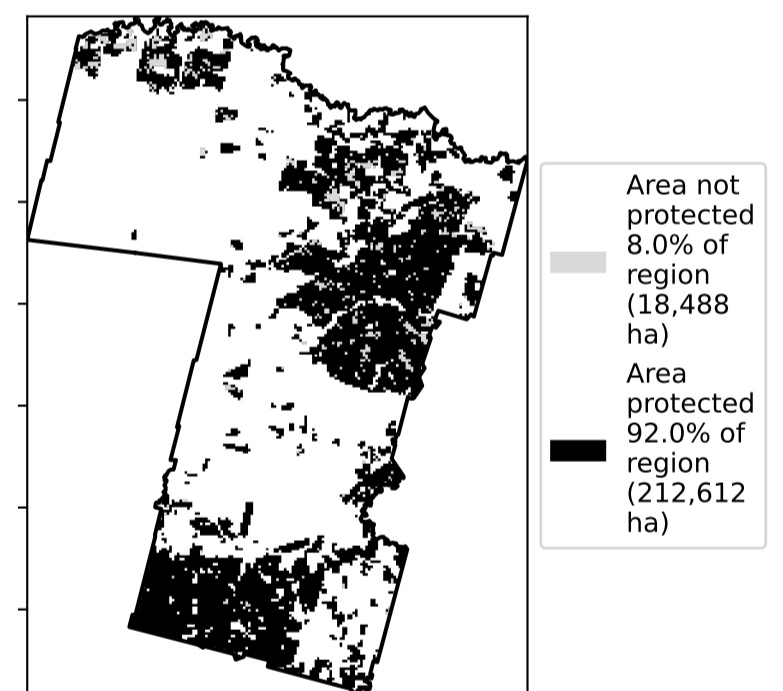 Area not
protected
8.0% of
region
(18,488
ha)
Area
protected
92.0% of
region
(212,612
ha)